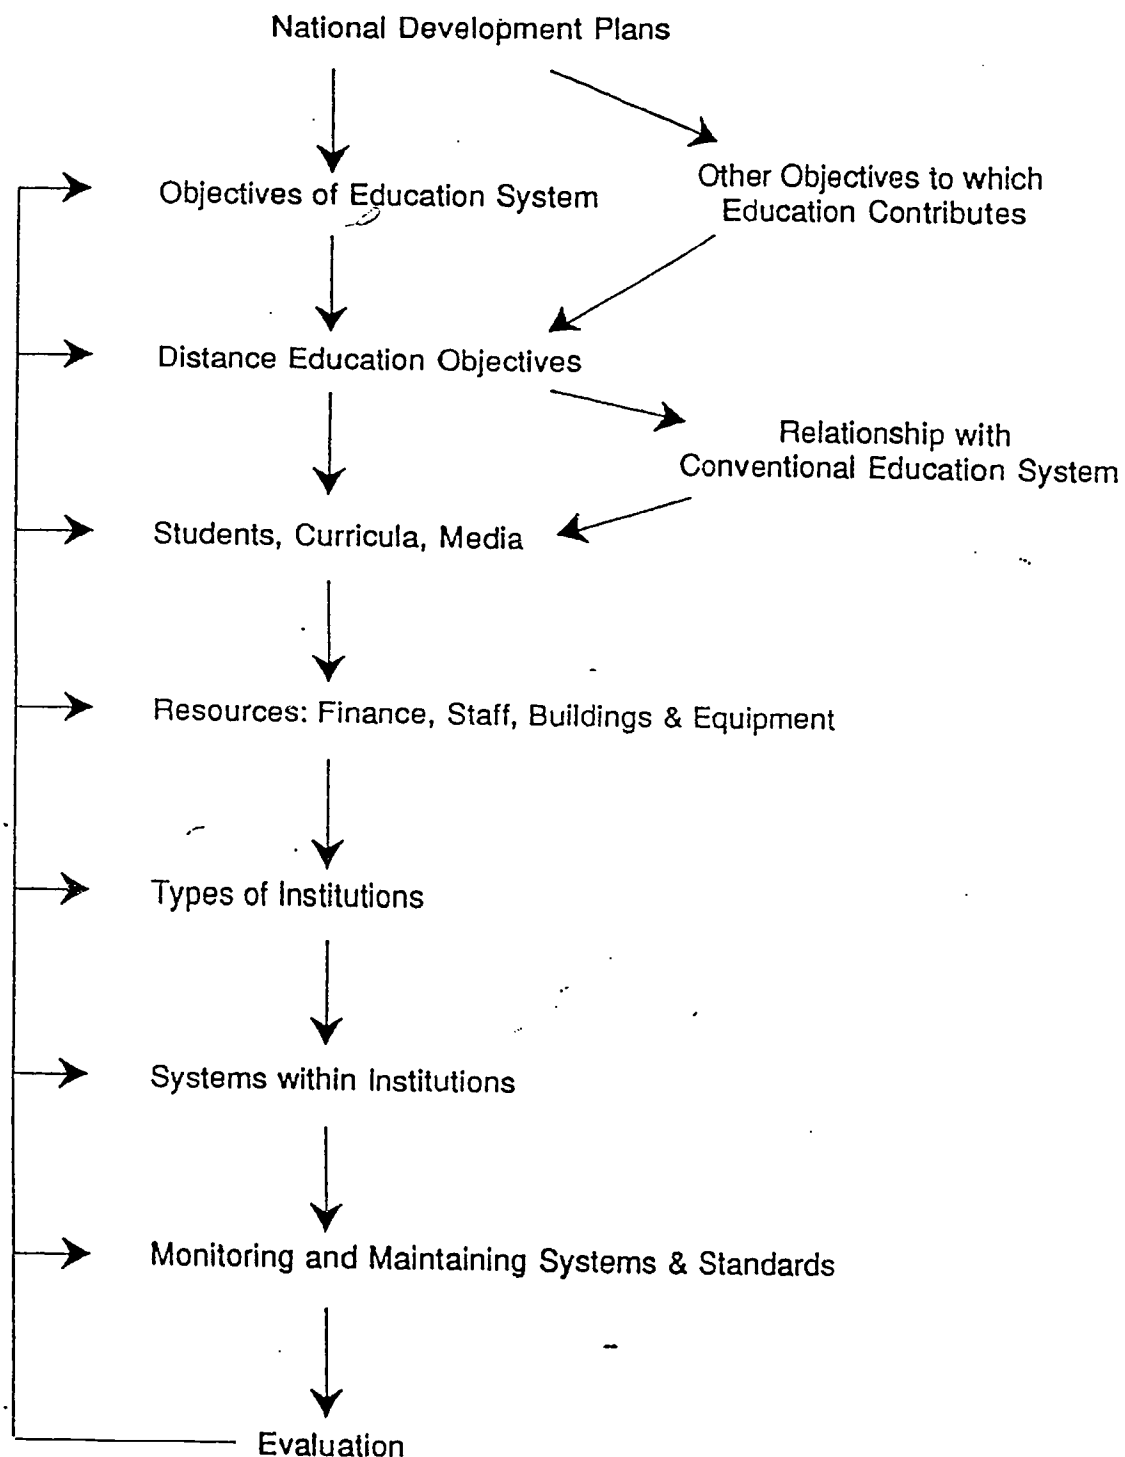 National Development Plans
Objectives of Education System
Other Objectives to which
Education Contributes
Distance Education Objectives
Relationship with
Conventional Education System
Students, Curricula, Media
Resources: Finance, Staff, Buildings & Equipment
Types of Institutions
Systems within Institutions
Monitoring and Maintaining Systems & Standards
Evaluation